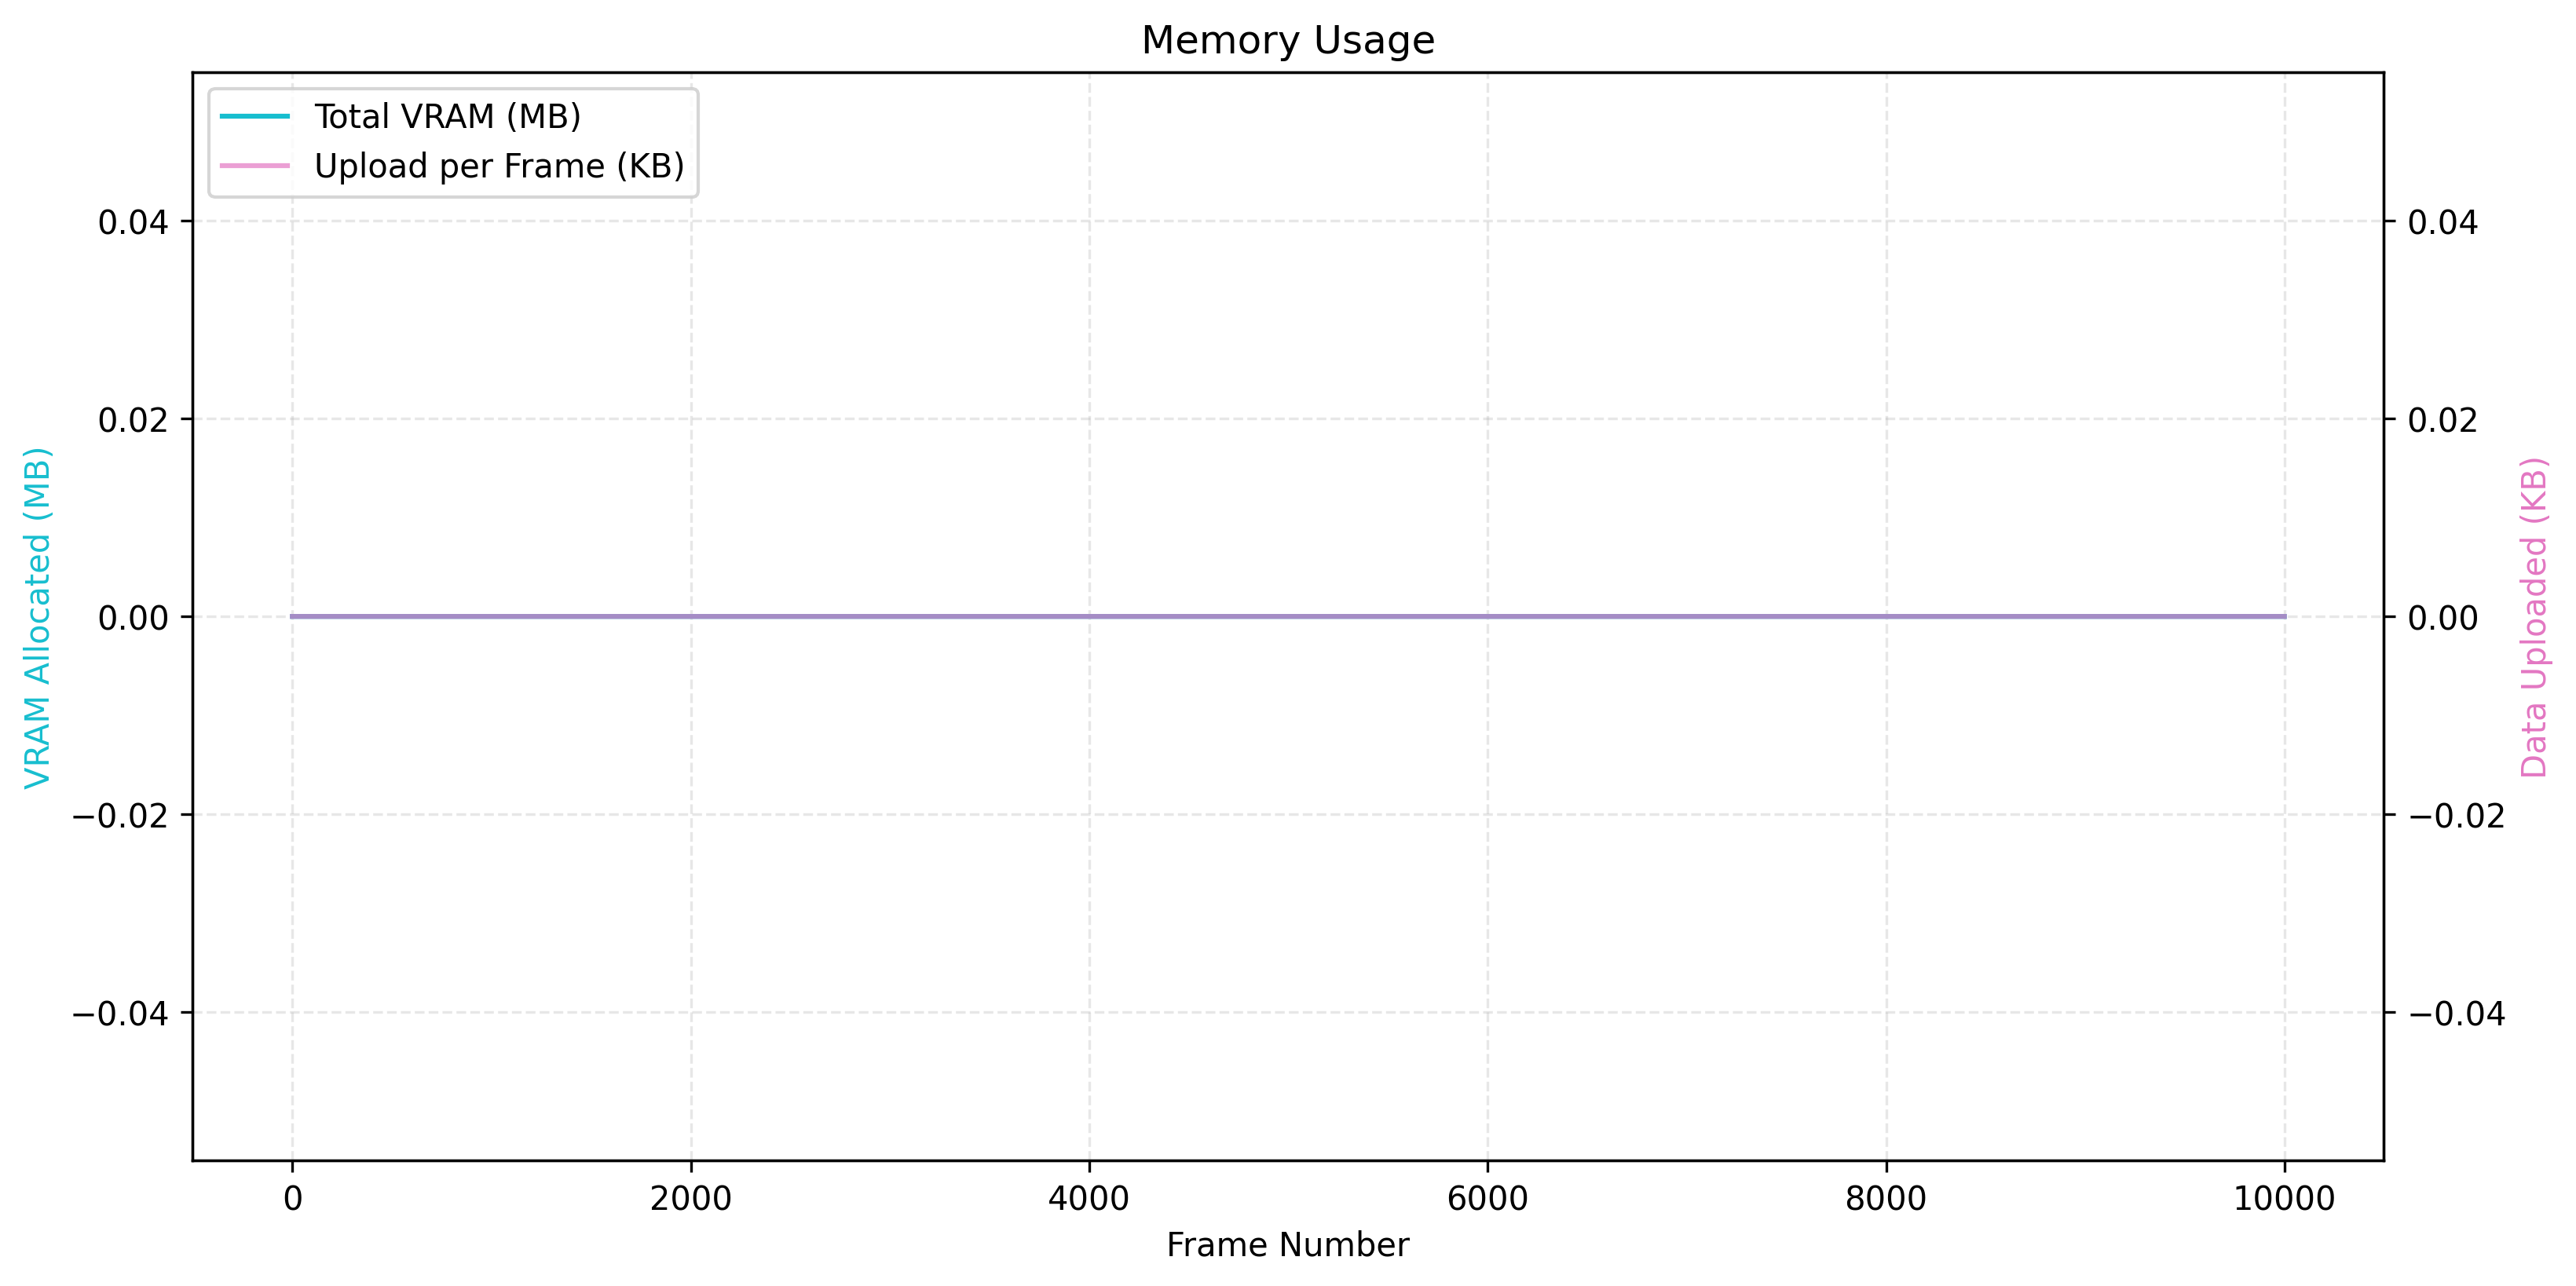 Memory Usage
Total VRAM (MB)
Upload per Frame (KB)
VRAM Allocated (MB)
0.04
0.02
0.00
−0.02
−0.04
0.04
0.02
0.00
−0.02
−0.04
Data Uploaded (KB)
0 2000 4000 6000 8000 10000
Frame Number